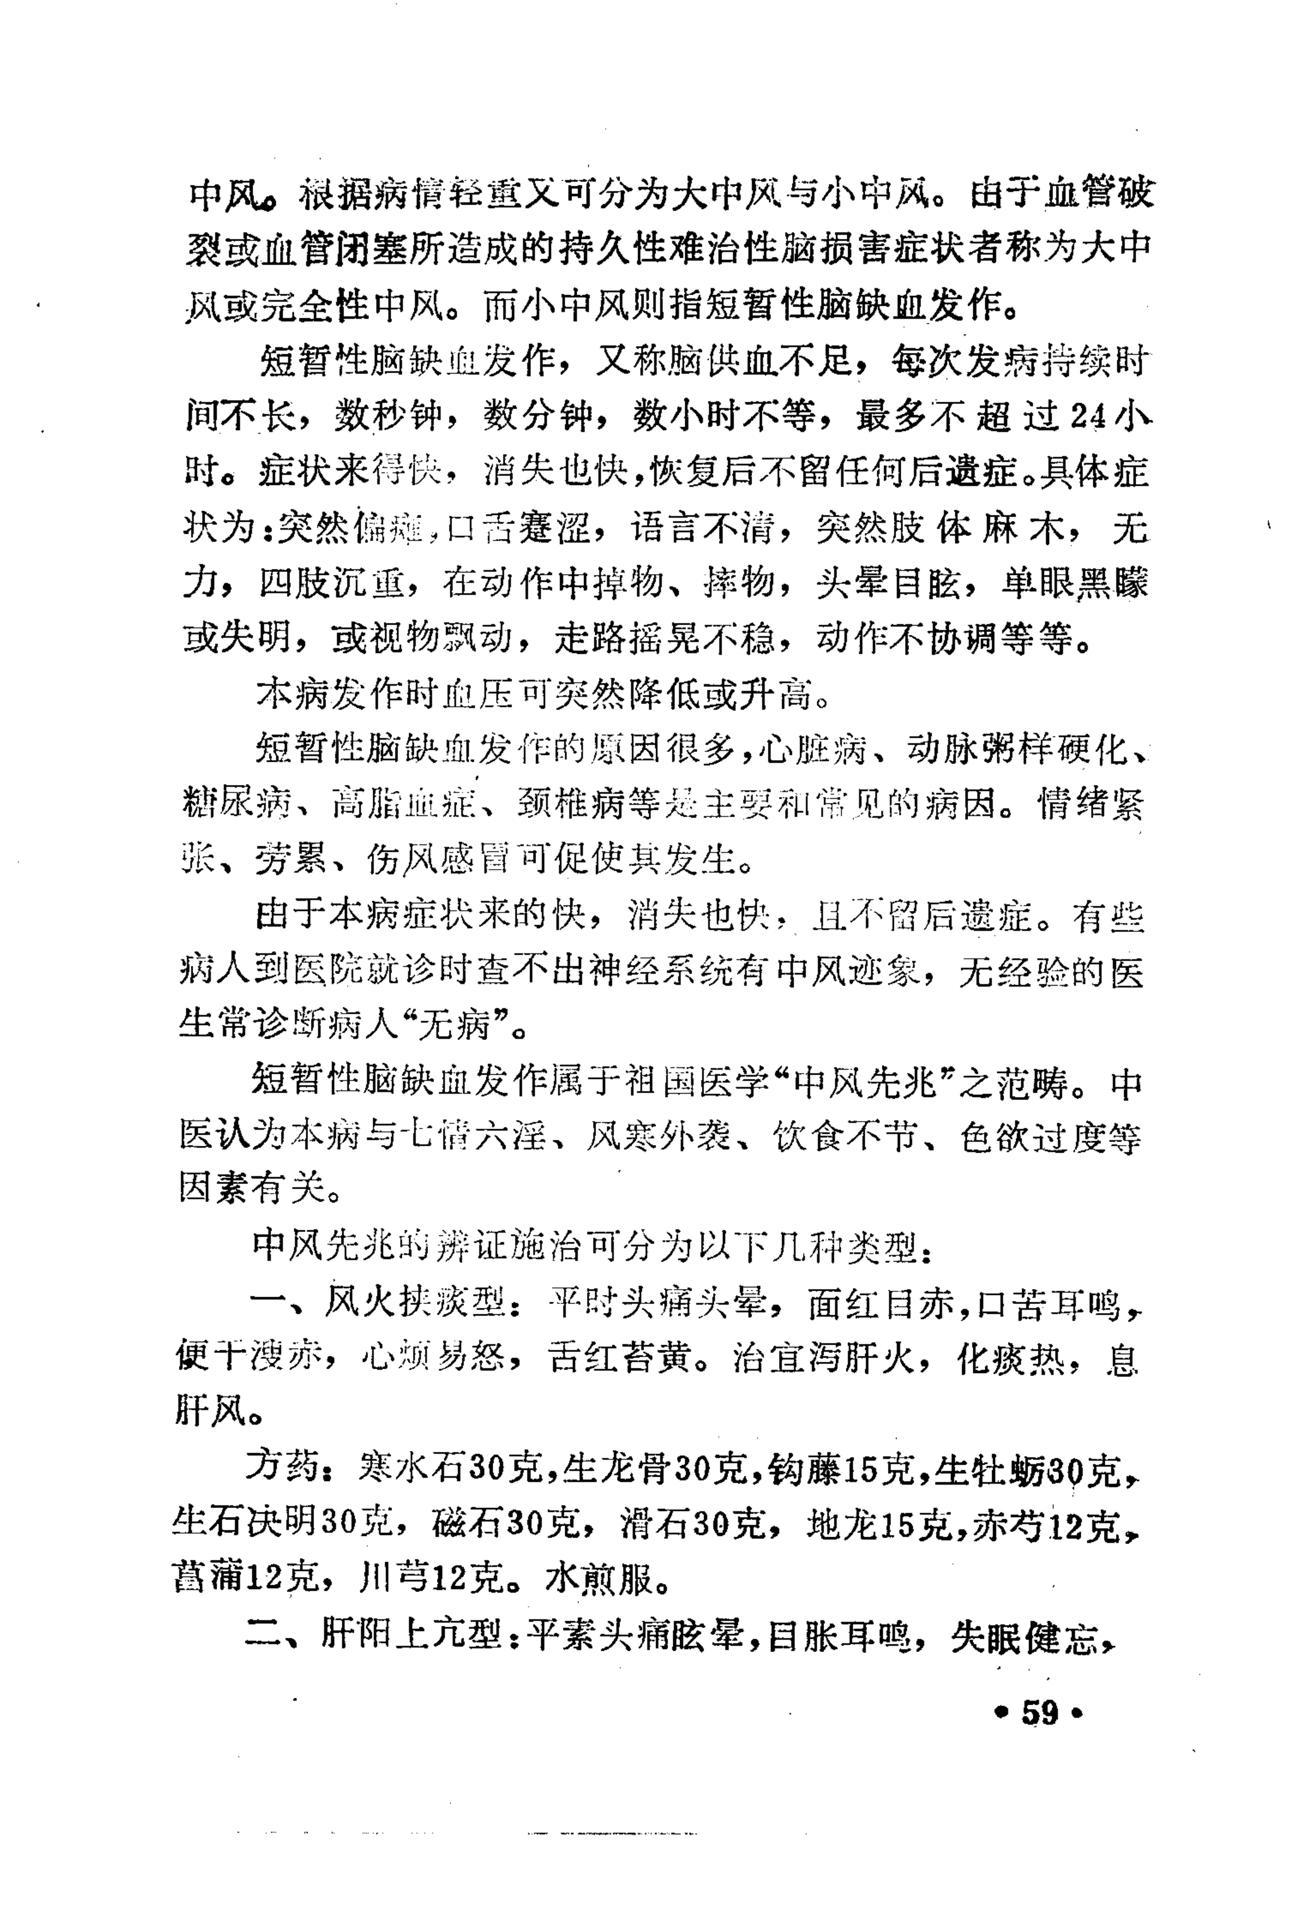 中风。根据病情轻重又可分为大中风与小中风。由于血管破
裂或血管闭塞所造成的持久性难治性脑损害症状者称为大中
风或完全性中风。而小中风则指短暂性脑缺血发作。
短暂性脑缺血发作，又称脑供血不足，每次发病持续时
间不长，数秒钟，数分钟，数小时不等，最多不超过24小
时。症状来得快，消失也快，恢复后不留任何后遗症。具体症
状为：突然偏瘫，口舌蹇涩，语言不清，突然肢体麻木，无
力，四肢沉重，在动作中掉物、摔物，头晕目眩，单眼黑矇
或失明，或视物飘动，走路摇晃不稳，动作不协调等等。
本病发作时血压可突然降低或升高。
短暂性脑缺血发作的原因很多，心脏病、动脉粥样硬化、
糖尿病、高脂血症、颈椎病等是主要和常见的病因。情绪紧
张、劳累、伤风感冒可促使其发生。
由于本病症状来的快，消失也快，且不留后遗症。有些
病人到医院就诊时查不出神经系统有中风迹象，无经验的医
生常诊断病人“无病”。
短暂性脑缺血发作属于祖国医学“中风先兆”之范畴。中
医认为本病与七情六淫、风寒外袭、饮食不节、色欲过度等
因素有关。
中风先兆的辨证施治可分为以下几种类型：
一、风火挟痰型：平时头痛头晕，面红目赤，口苦耳鸣，
便干溲赤，心烦易怒，舌红苔黄。治宜泻肝火，化痰热，息
肝风。
方药：寒水石30克，生龙骨30克，钩藤15克，生牡蛎30克，
生石决明30克，磁石30克，滑石30克，地龙15克，赤芍12克，
菖蒲12克，川芎12克。水煎服。
二、肝阳上亢型：平素头痛眩晕，目胀耳鸣，失眠健忘，
•59•